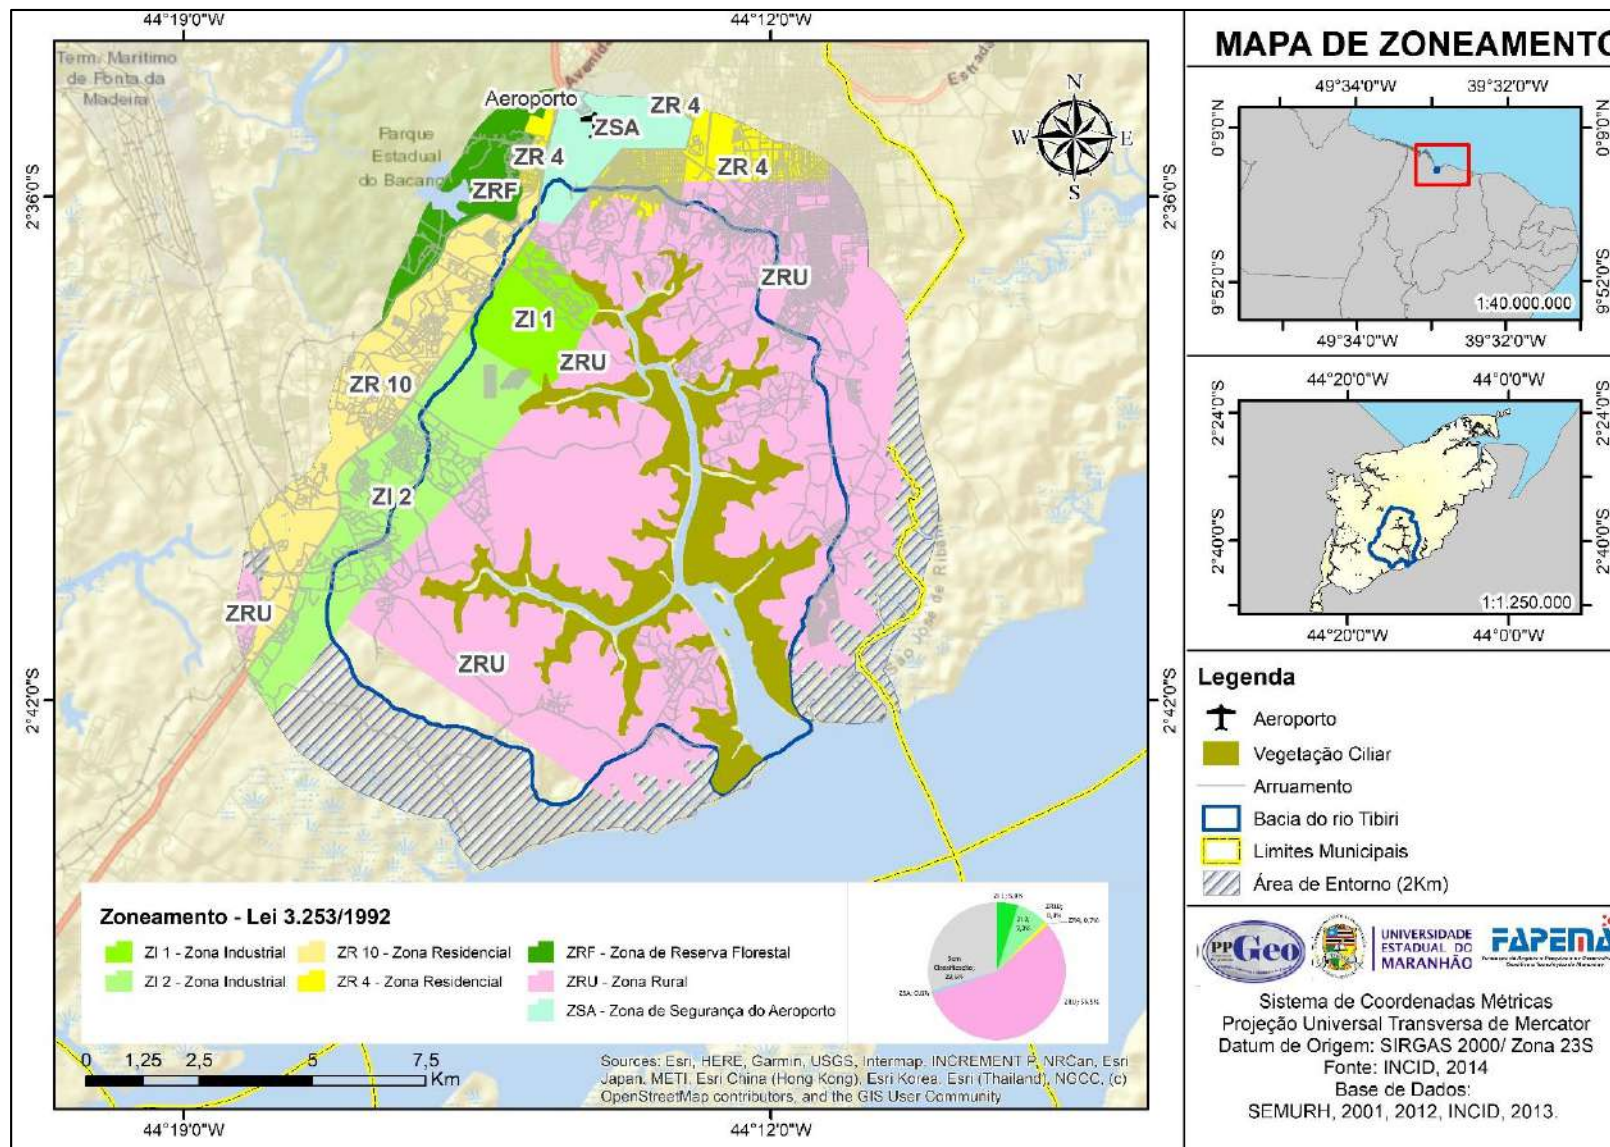 44°19'0"W
44°12'0"W
MAPA DE ZONEAMENTO
Term. Marítimo
de Ponta da
Madeira
Avenida
Estrada
Aeroporto
ZR 4
ZSA
Parque
Estadual
do Bacanga
ZR 4
ZR 4
ZRF
N
W
E
S
2°36'0"S
2°36'0"S
ZRU
ZI 1
ZRU
ZR 10
ZI 2
ZRU
ZRU
São José de Ribamar
2°42'0"S
2°42'0"S
49°34'0"W
39°32'0"W
0°9'0"N
0°9'0"N
9°52'0"S
9°52'0"S
1:40.000.000
49°34'0"W
39°32'0"W
44°20'0"W
44°0'0"W
2°24'0"S
2°24'0"S
2°40'0"S
2°40'0"S
1:1.250.000
44°20'0"W
44°0'0"W
Legenda
Aeroporto
Vegetação Ciliar
Arruamento
Bacia do rio Tibiri
Limites Municipais
Área de Entorno (2Km)
Zoneamento - Lei 3.253/1992
ZI 1 - Zona Industrial
ZR 10 - Zona Residencial
ZRF - Zona de Reserva Florestal
ZI 2 - Zona Industrial
ZR 4 - Zona Residencial
ZRU - Zona Rural
ZSA - Zona de Segurança do Aeroporto
Sem
Classificação;
0 1,25 2,5 5 7,5
Km
Sources: Esri, HERE, Garmin, USGS, Intermap, INCREMENT P, NRCan, Esri
Japan, METI, Esri China (Hong Kong), Esri Korea, Esri (Thailand), NGCC, (c)
OpenStreetMap contributors, and the GIS User Community
44°19'0"W
44°12'0"W
PPGeo
UNIVERSIDADE
ESTADUAL DO
MARANHÃO
FAPEMA
Sistema de Coordenadas Métricas
Projeção Universal Transversa de Mercator
Datum de Origem: SIRGAS 2000/ Zona 23S
Fonte: INCID, 2014
Base de Dados:
SEMURH, 2001, 2012, INCID, 2013.